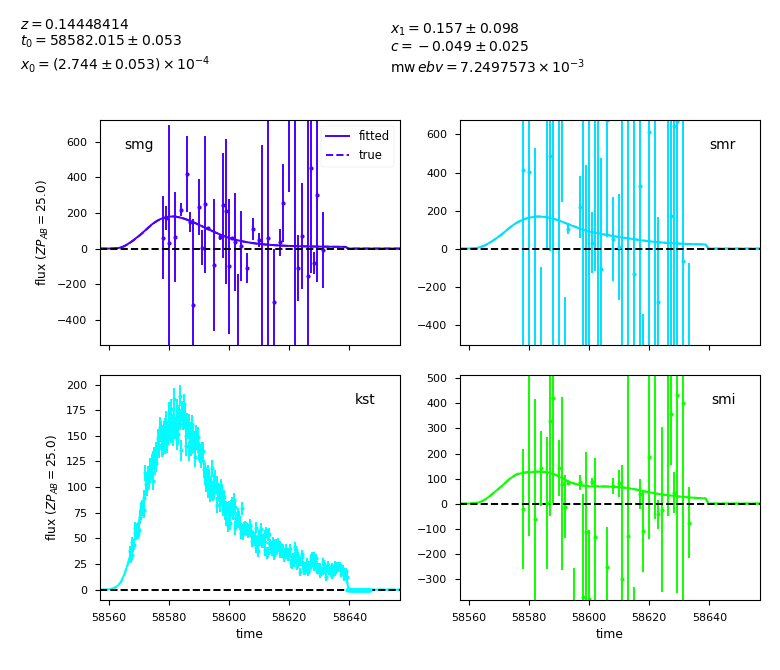 z = 0.14448414
t₀ = 58582.015 ± 0.053
x₀ = (2.744 ± 0.053) × 10⁻⁴
x₁ = 0.157 ± 0.098
c = −0.049 ± 0.025
mw ebv = 7.2497573 × 10⁻³
smg
fitted
true
600
400
200
0
−200
−400
flux (ZP_AB = 25.0)
smr
600
400
200
0
−200
−400
kst
200
175
150
125
100
75
50
25
0
flux (ZP_AB = 25.0)
58560 58580 58600 58620 58640
time
smi
500
400
300
200
100
0
−100
−200
−300
58560 58580 58600 58620 58640
time